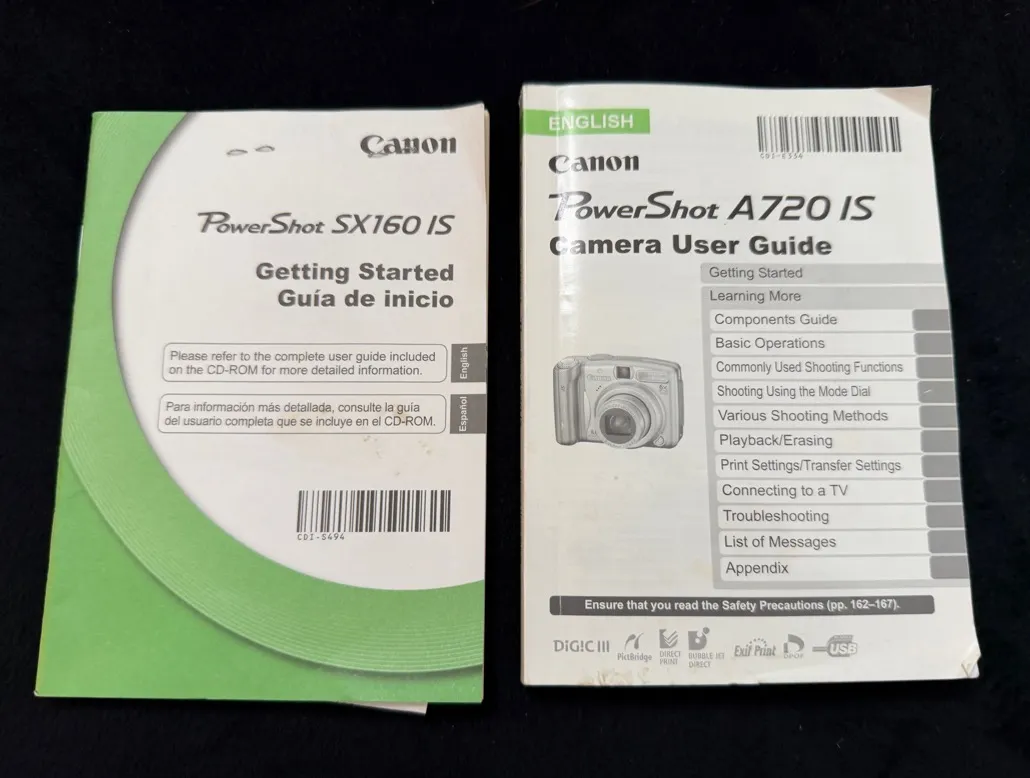 Canon
PowerShot SX160 IS
Getting Started
Guía de inicio
Please refer to the complete user guide included
on the CD-ROM for more detailed information.
English
Para información más detallada, consulte la guía
del usuario completa que se incluye en el CD-ROM.
Español
CDI-S494
ENGLISH
CDI-E334
Canon
PowerShot A720 IS
Camera User Guide
Getting Started
Learning More
Components Guide
Basic Operations
Commonly Used Shooting Functions
Shooting Using the Mode Dial
Various Shooting Methods
Playback/Erasing
Print Settings/Transfer Settings
Connecting to a TV
Troubleshooting
List of Messages
Appendix
Ensure that you read the Safety Precautions (pp. 162–167).
DIGIC III
PictBridge
DIRECT
PRINT
BUBBLE JET
DIRECT
Exif Print
DPOF
USB